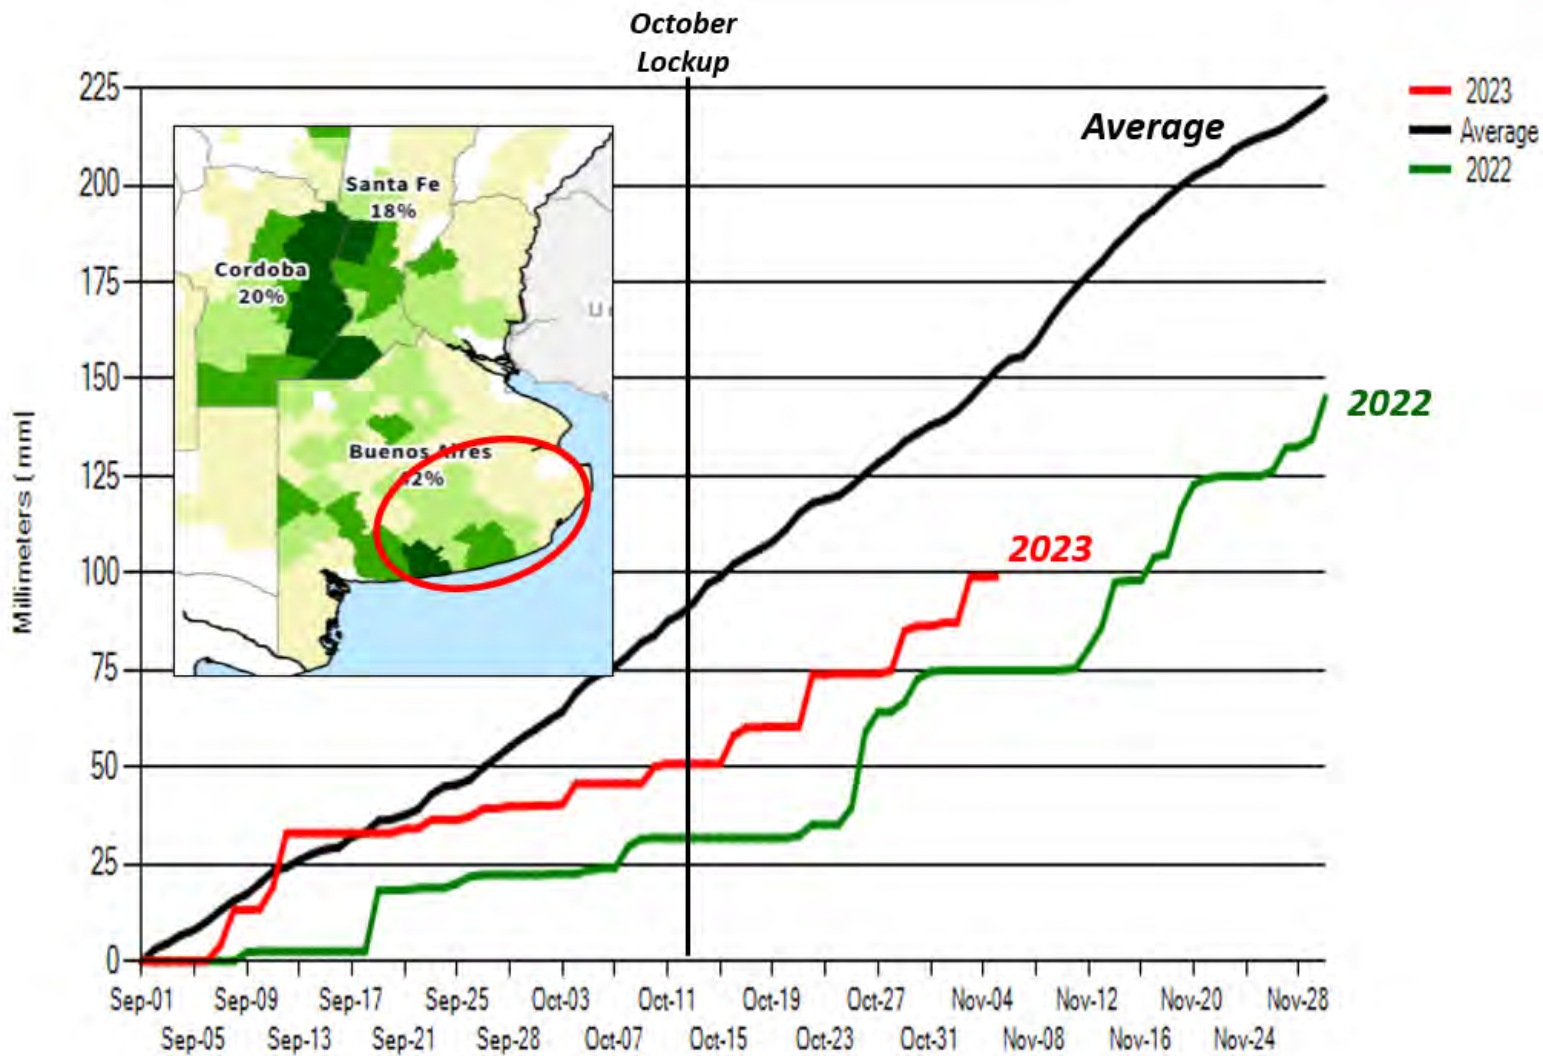 October
Lockup
225
200
175
150
125
100
75
50
25
0
Millimeters (mm)
Santa Fe
18%
Cordoba
20%
Buenos Aires
Average
2022
2023
2023
Average
2022
Sep-01 Sep-09 Sep-17 Sep-25 Oct-03 Oct-11 Oct-19 Oct-27 Nov-04 Nov-12 Nov-20 Nov-28
Sep-05 Sep-13 Sep-21 Sep-28 Oct-07 Oct-15 Oct-23 Oct-31 Nov-08 Nov-16 Nov-24